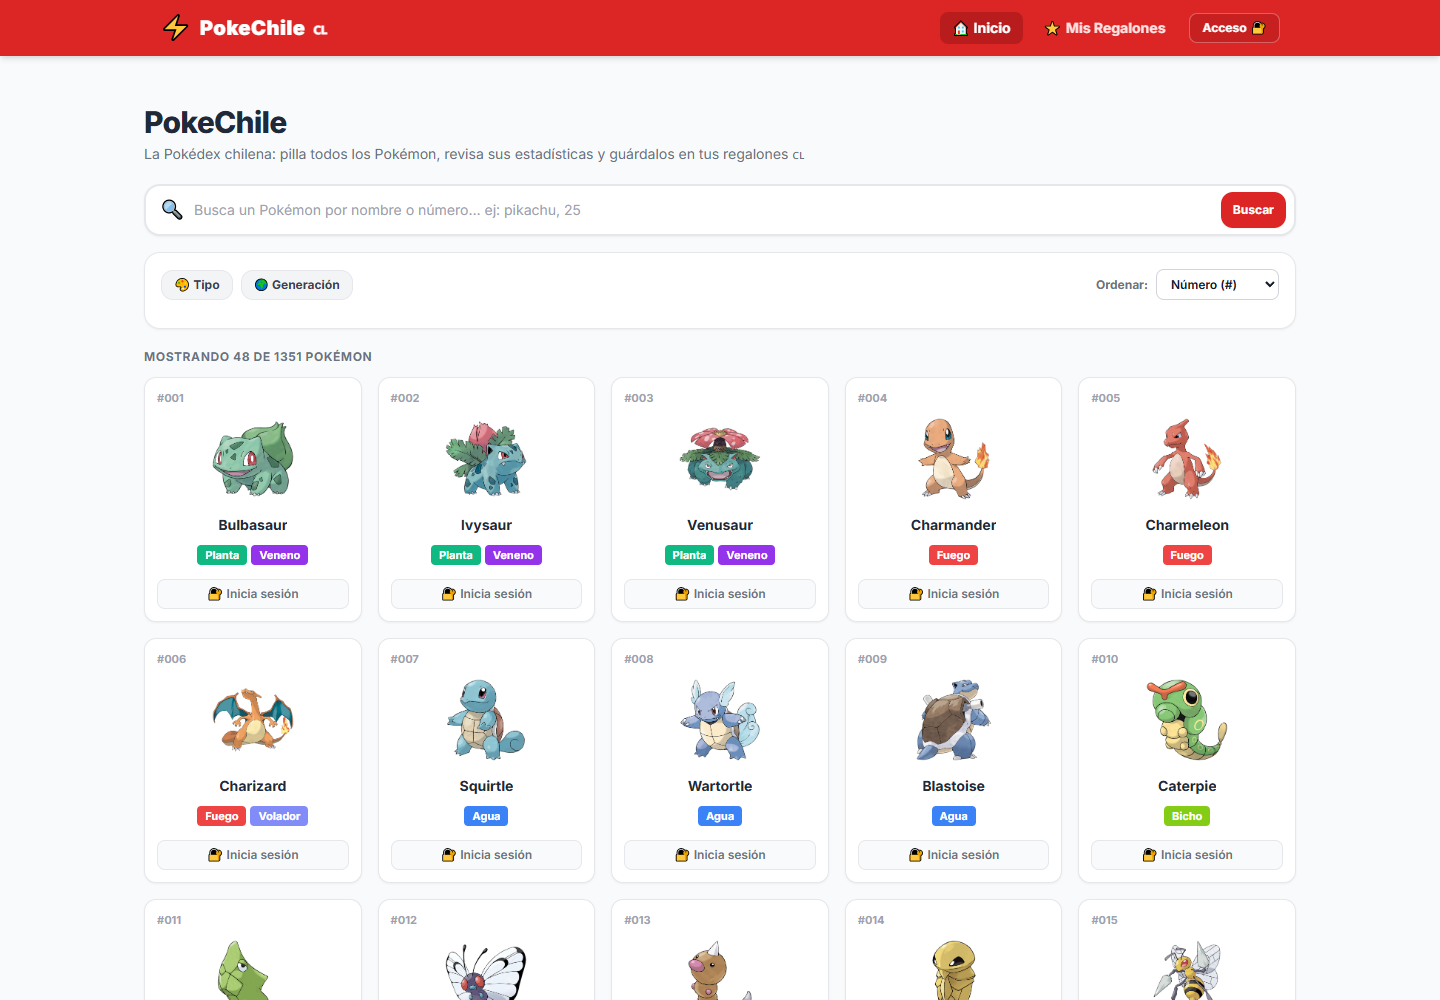 ⚡ PokeChile CL
🏠 Inicio
⭐ Mis Regalones
Acceso 🔐
PokeChile
La Pokédex chilena: pilla todos los Pokémon, revisa sus estadísticas y guárdalos en tus regalones CL
🔍 Busca un Pokémon por nombre o número... ej: pikachu, 25
Buscar
🎨 Tipo
🌍 Generación
Ordenar: Número (#)
MOSTRANDO 48 DE 1351 POKÉMON
#001
Bulbasaur
Planta Veneno
🔐 Inicia sesión
#002
Ivysaur
Planta Veneno
🔐 Inicia sesión
#003
Venusaur
Planta Veneno
🔐 Inicia sesión
#004
Charmander
Fuego
🔐 Inicia sesión
#005
Charmeleon
Fuego
🔐 Inicia sesión
#006
Charizard
Fuego Volador
🔐 Inicia sesión
#007
Squirtle
Agua
🔐 Inicia sesión
#008
Wartortle
Agua
🔐 Inicia sesión
#009
Blastoise
Agua
🔐 Inicia sesión
#010
Caterpie
Bicho
🔐 Inicia sesión
#011
#012
#013
#014
#015